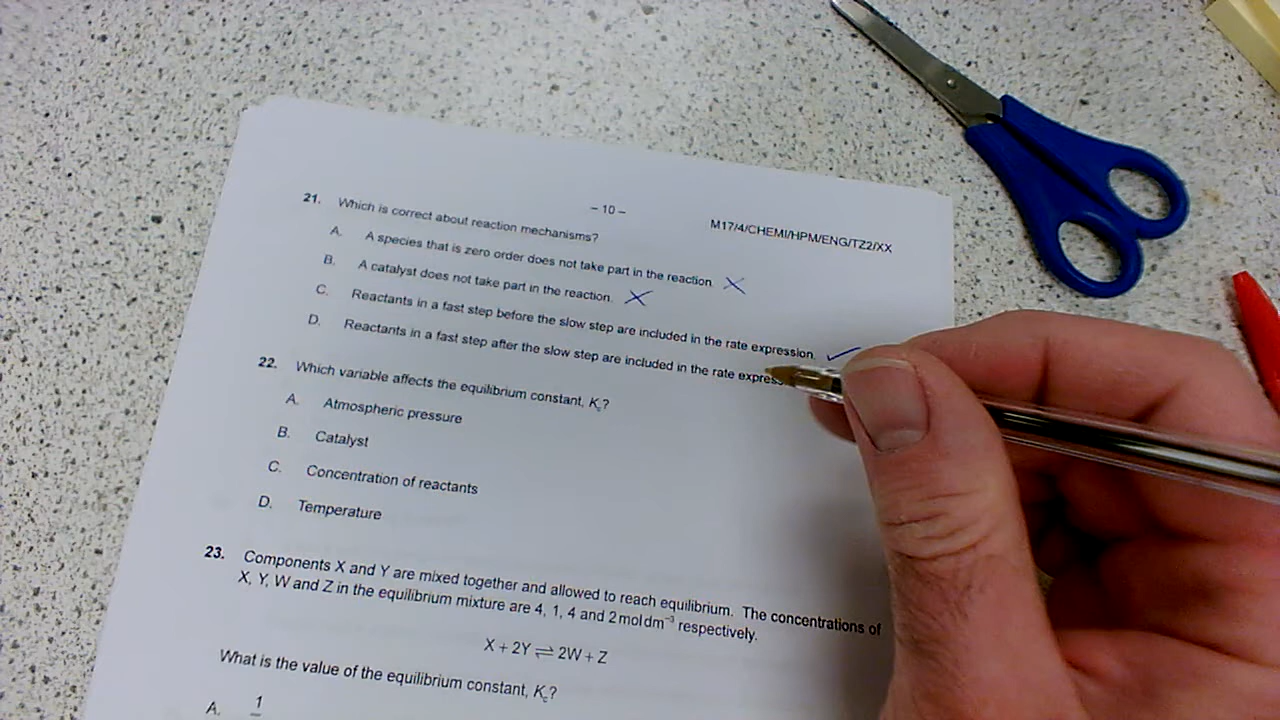 – 10 –
M17/4/CHEMI/HPM/ENG/TZ2/XX
21. Which is correct about reaction mechanisms?
A. A species that is zero order does not take part in the reaction.
B. A catalyst does not take part in the reaction.
C. Reactants in a fast step before the slow step are included in the rate expression.
D. Reactants in a fast step after the slow step are included in the rate
22. Which variable affects the equilibrium constant, Kc?
A. Atmospheric pressure
B. Catalyst
C. Concentration of reactants
D. Temperature
23. Components X and Y are mixed together and allowed to reach equilibrium. The concentrations of
X, Y, W and Z in the equilibrium mixture are 4, 1, 4 and 2 mol dm⁻³ respectively.
X + 2Y ⇌ 2W + Z
What is the value of the equilibrium constant, Kc?
A. 1